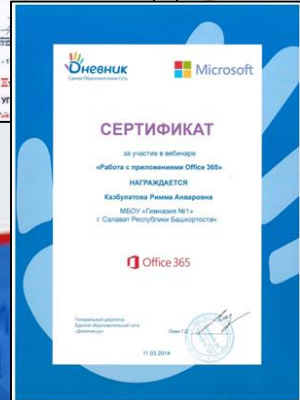 Дневник
Единая Образовательная Сеть
Microsoft
СЕРТИФИКАТ
за участие в вебинаре
«Работа с приложениями Office 365»
НАГРАЖДАЕТСЯ
Казбулатова Римма Анваровна
МБОУ «Гимназия №1»
г. Салават Республики Башкортостан
Office 365
Генеральный директор
Единой образовательной сети
«Дневник.ру»
Леви Г.Д.
11.03.2014